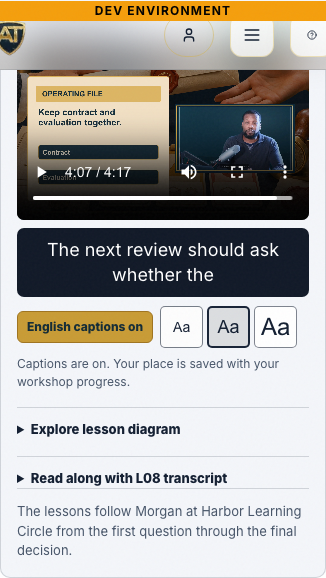 DEV ENVIRONMENT
AT
OPERATING FILE
Keep contract and
evaluation together.
Contract
Evaluation
4:07 / 4:17
The next review should ask
whether the
English captions on
Aa
Aa
Aa
Captions are on. Your place is saved with your
workshop progress.
Explore lesson diagram
Read along with L08 transcript
The lessons follow Morgan at Harbor Learning
Circle from the first question through the final
decision.